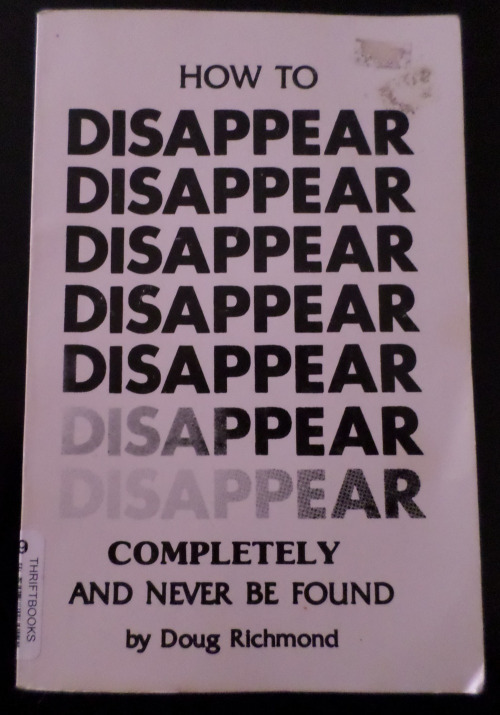 HOW TO
DISAPPEAR
DISAPPEAR
DISAPPEAR
DISAPPEAR
DISAPPEAR
DISAPPEAR
DISAPPEAR
COMPLETELY
AND NEVER BE FOUND
by Doug Richmond
THRIFTBOOKS